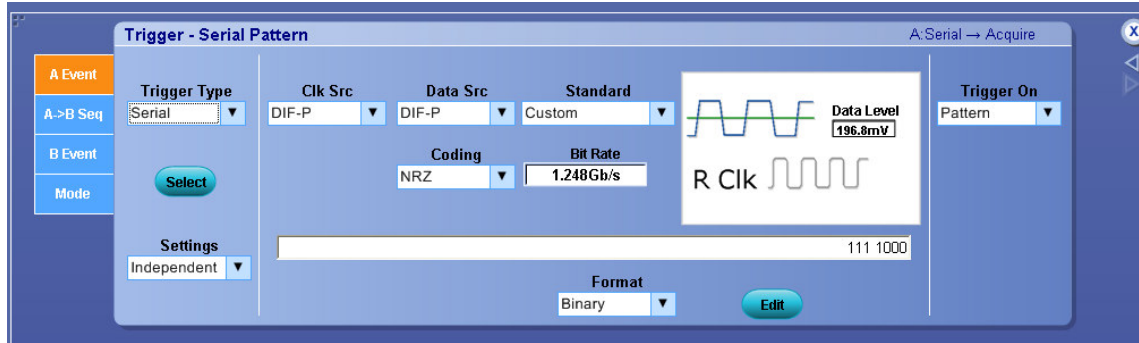 Trigger - Serial Pattern
A:Serial → Acquire
X
A Event
A->B Seq
B Event
Mode
Trigger Type
Serial
Select
Settings
Independent
Clk Src
DIF-P
Data Src
DIF-P
Standard
Custom
Coding
NRZ
Bit Rate
1.248Gb/s
Data Level
196.8mV
R Clk
111 1000
Format
Binary
Edit
Trigger On
Pattern